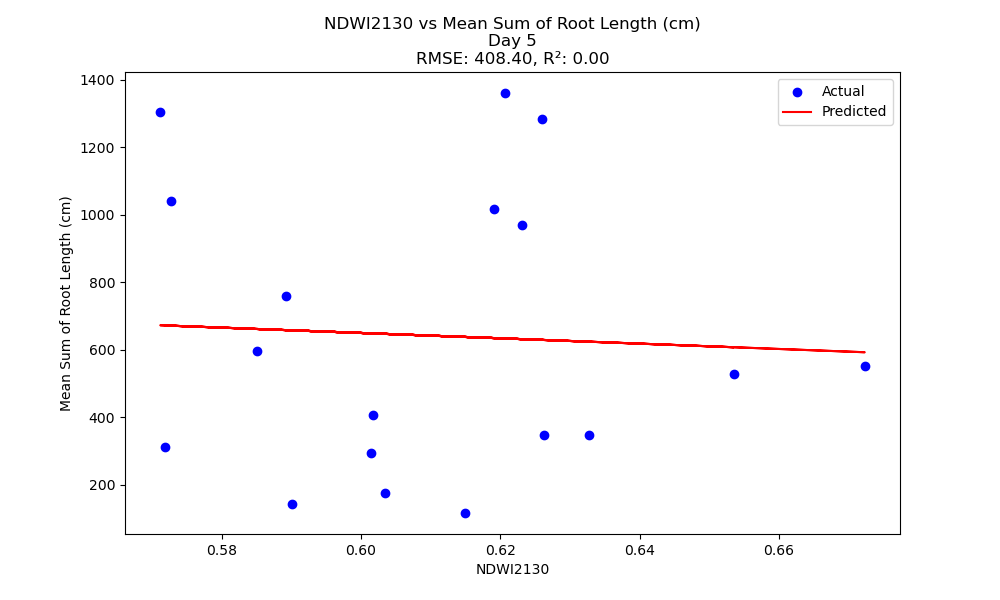 NDWI2130 vs Mean Sum of Root Length (cm)
Day 5
RMSE: 408.40, R²: 0.00
Actual
Predicted
Mean Sum of Root Length (cm)
1400
1200
1000
800
600
400
200
0.58
0.60
0.62
0.64
0.66
NDWI2130